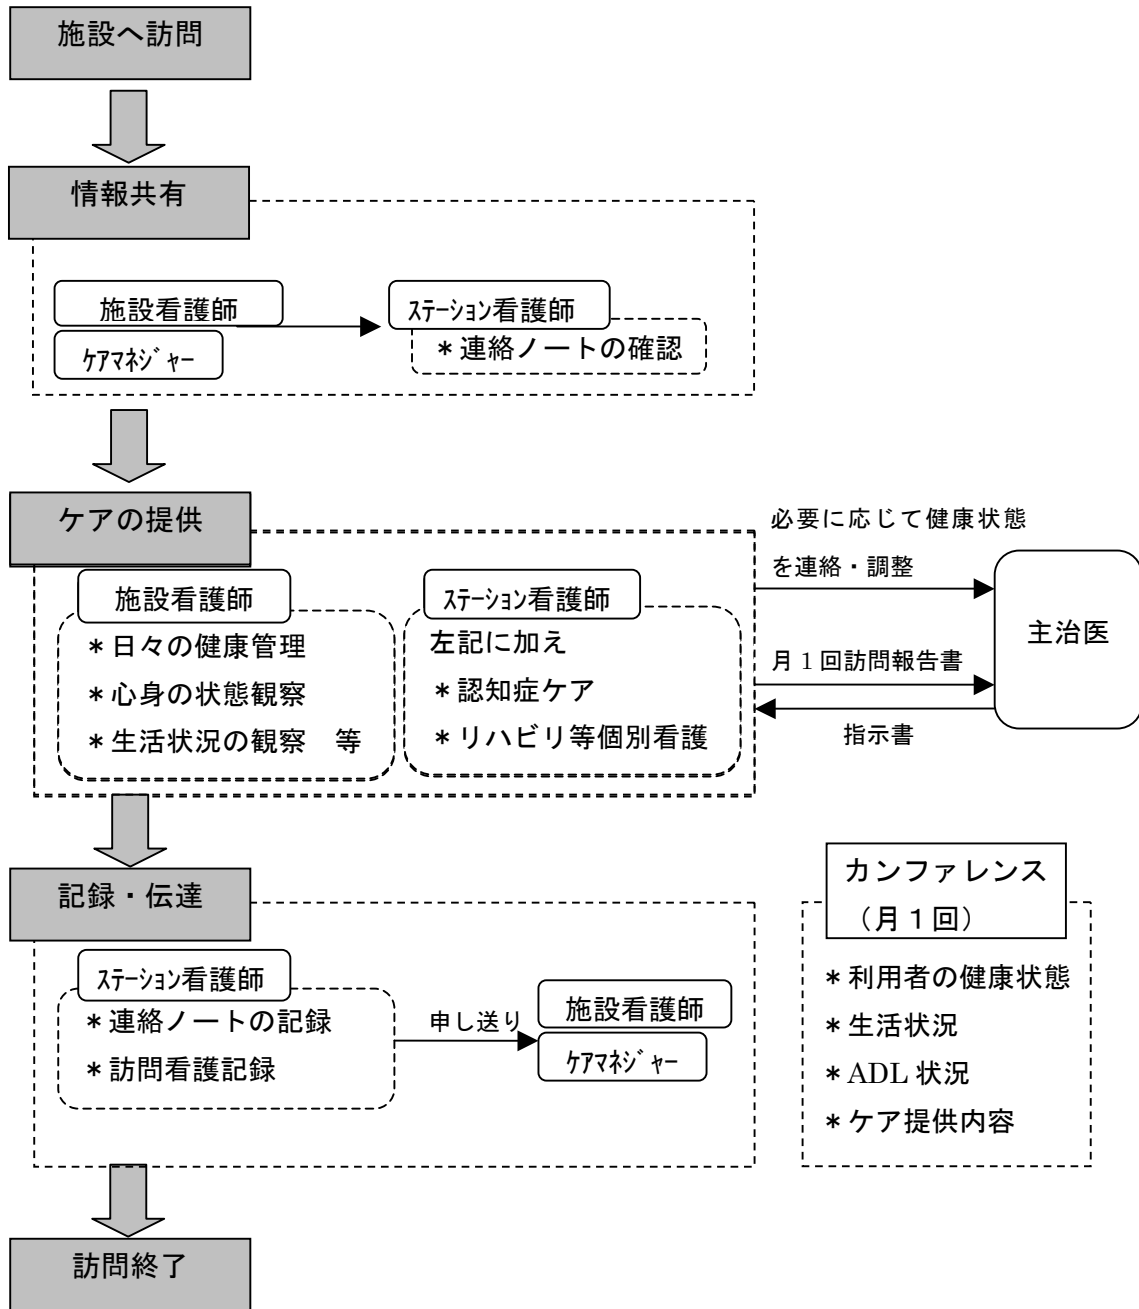 施設へ訪問
情報共有
施設看護師
ケアマネジャー
ステーション看護師
＊連絡ノートの確認
ケアの提供
施設看護師
＊日々の健康管理
＊心身の状態観察
＊生活状況の観察　等
ステーション看護師
左記に加え
＊認知症ケア
＊リハビリ等個別看護
必要に応じて健康状態
を連絡・調整
月1回訪問報告書
指示書
主治医
記録・伝達
ステーション看護師
＊連絡ノートの記録
＊訪問看護記録
申し送り
施設看護師
ケアマネジャー
カンファレンス
（月１回）
＊利用者の健康状態
＊生活状況
＊ADL 状況
＊ケア提供内容
訪問終了